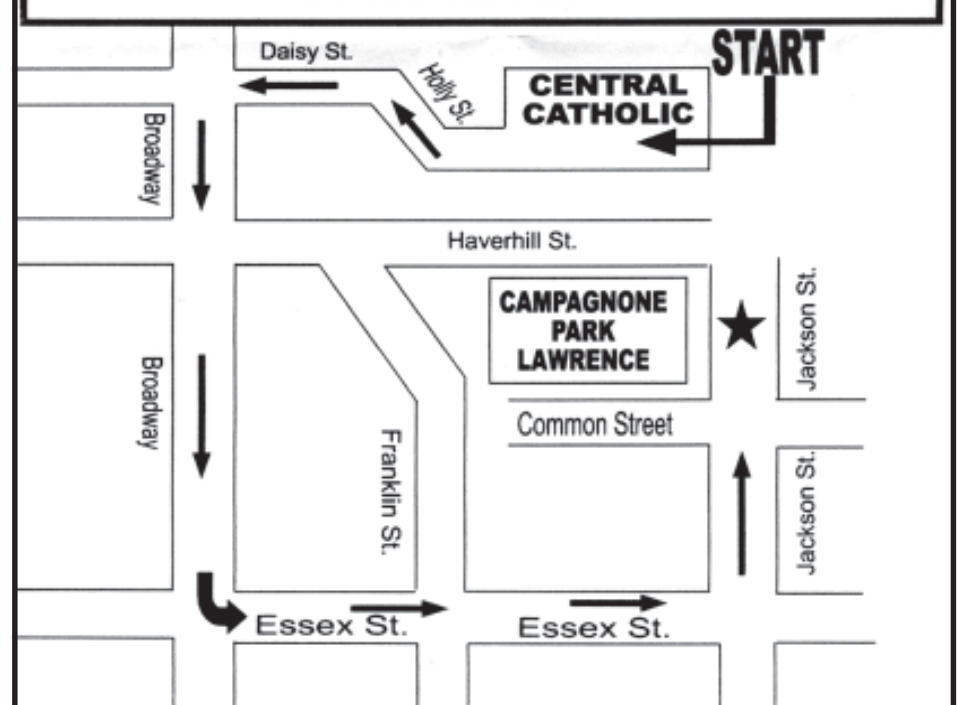 START
Daisy St.
Holly St.
CENTRAL
CATHOLIC
Broadway
Haverhill St.
CAMPAGNONE
PARK
LAWRENCE
Jackson St.
Broadway
Common Street
Franklin St.
Jackson St.
Essex St.
Essex St.